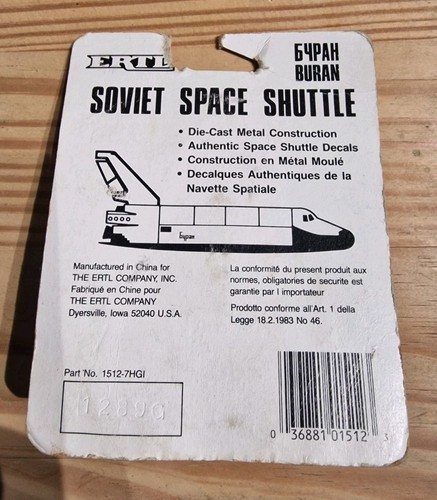 ERTL
БУРАН
BURAN
SOVIET SPACE SHUTTLE
• Die-Cast Metal Construction
• Authentic Space Shuttle Decals
• Construction en Métal Moulé
• Decalques Authentiques de la
Navette Spatiale
Буран
Manufactured in China for
THE ERTL COMPANY, INC.
Fabriqué en Chine pour
THE ERTL COMPANY
Dyersville, Iowa 52040 U.S.A.
La conformité du present produit aux
normes, obligatories de securite est
garantie par l importateur
Prodotto conforme all'Art. 1 della
Legge 18.2.1983 No 46.
Part No. 1512-7HGI
11289G
0 36881 01512 3